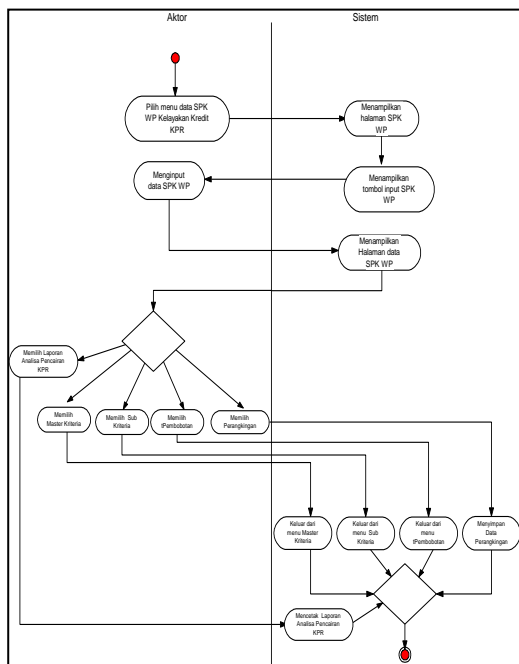 Aktor
Sistem
Pilih menu data SPK
WP Kelayakan Kredit
KPR
Menampilkan
halaman SPK
WP
Menginput
data SPK WP
Menampilkan
tombol input SPK
WP
Menampilkan
Halaman data
SPK WP
Memilih Laporan
Analisa Pencairan
KPR
Memilih
Master Kriteria
Memilih Sub
Kriteria
Memilih
tPembobotan
Memilih
Perangkingan
Keluar dari
menu Master
Kriteria
Keluar dari
menu Sub
Kriteria
Keluar dari
menu
tPembobotan
Menyimpan
Data
Perangkingan
Mencetak Laporan
Analisa Pencairan
KPR